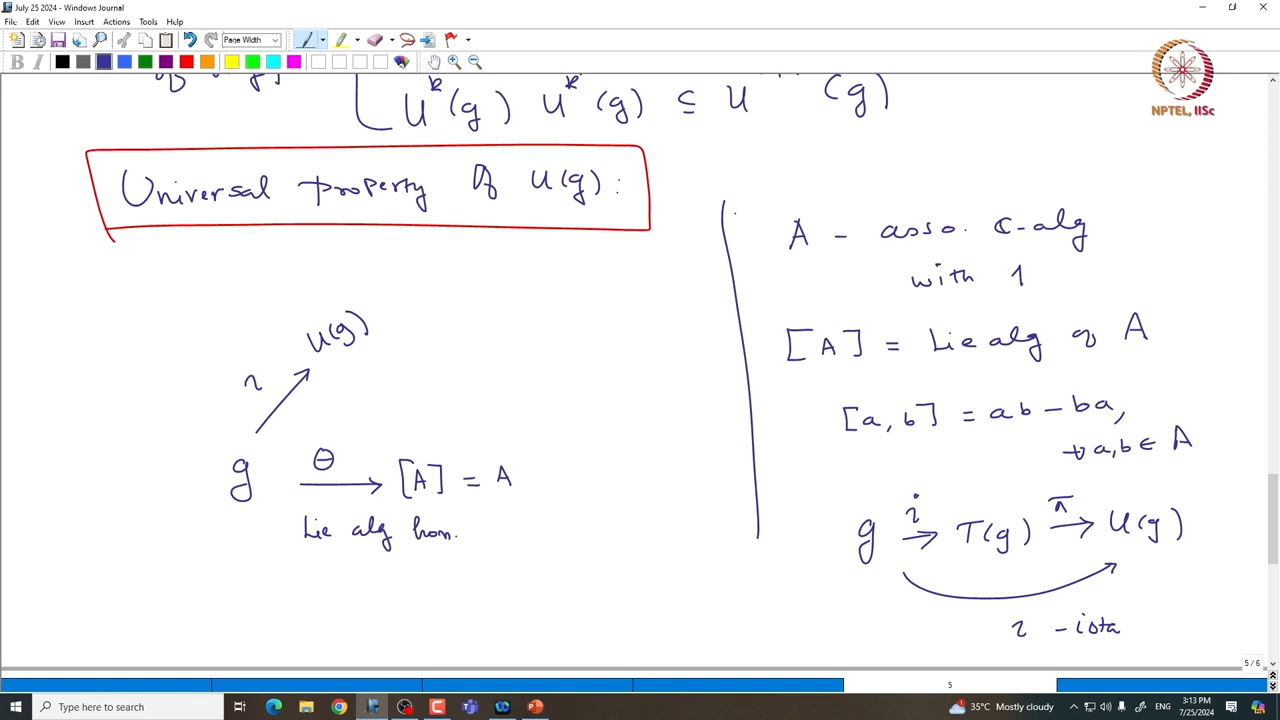 July 25 2024 - Windows Journal
File Edit View Insert Actions Tools Help
Page Width
B I
U^k(g) U^k(g) ⊆ U (g)
NPTEL, IISc
Universal property of U(g) :
A - asso. C-alg
with 1
[A] = Lie alg of A
[a, b] = ab - ba,
∀ a, b ∈ A
U(g)
ι
g θ→ [A] = A
Lie alg hom.
g i→ T(g) π→ U(g)
ι - iota
5/6
5
Type here to search
35°C Mostly cloudy
ENG
3:13 PM
7/25/2024